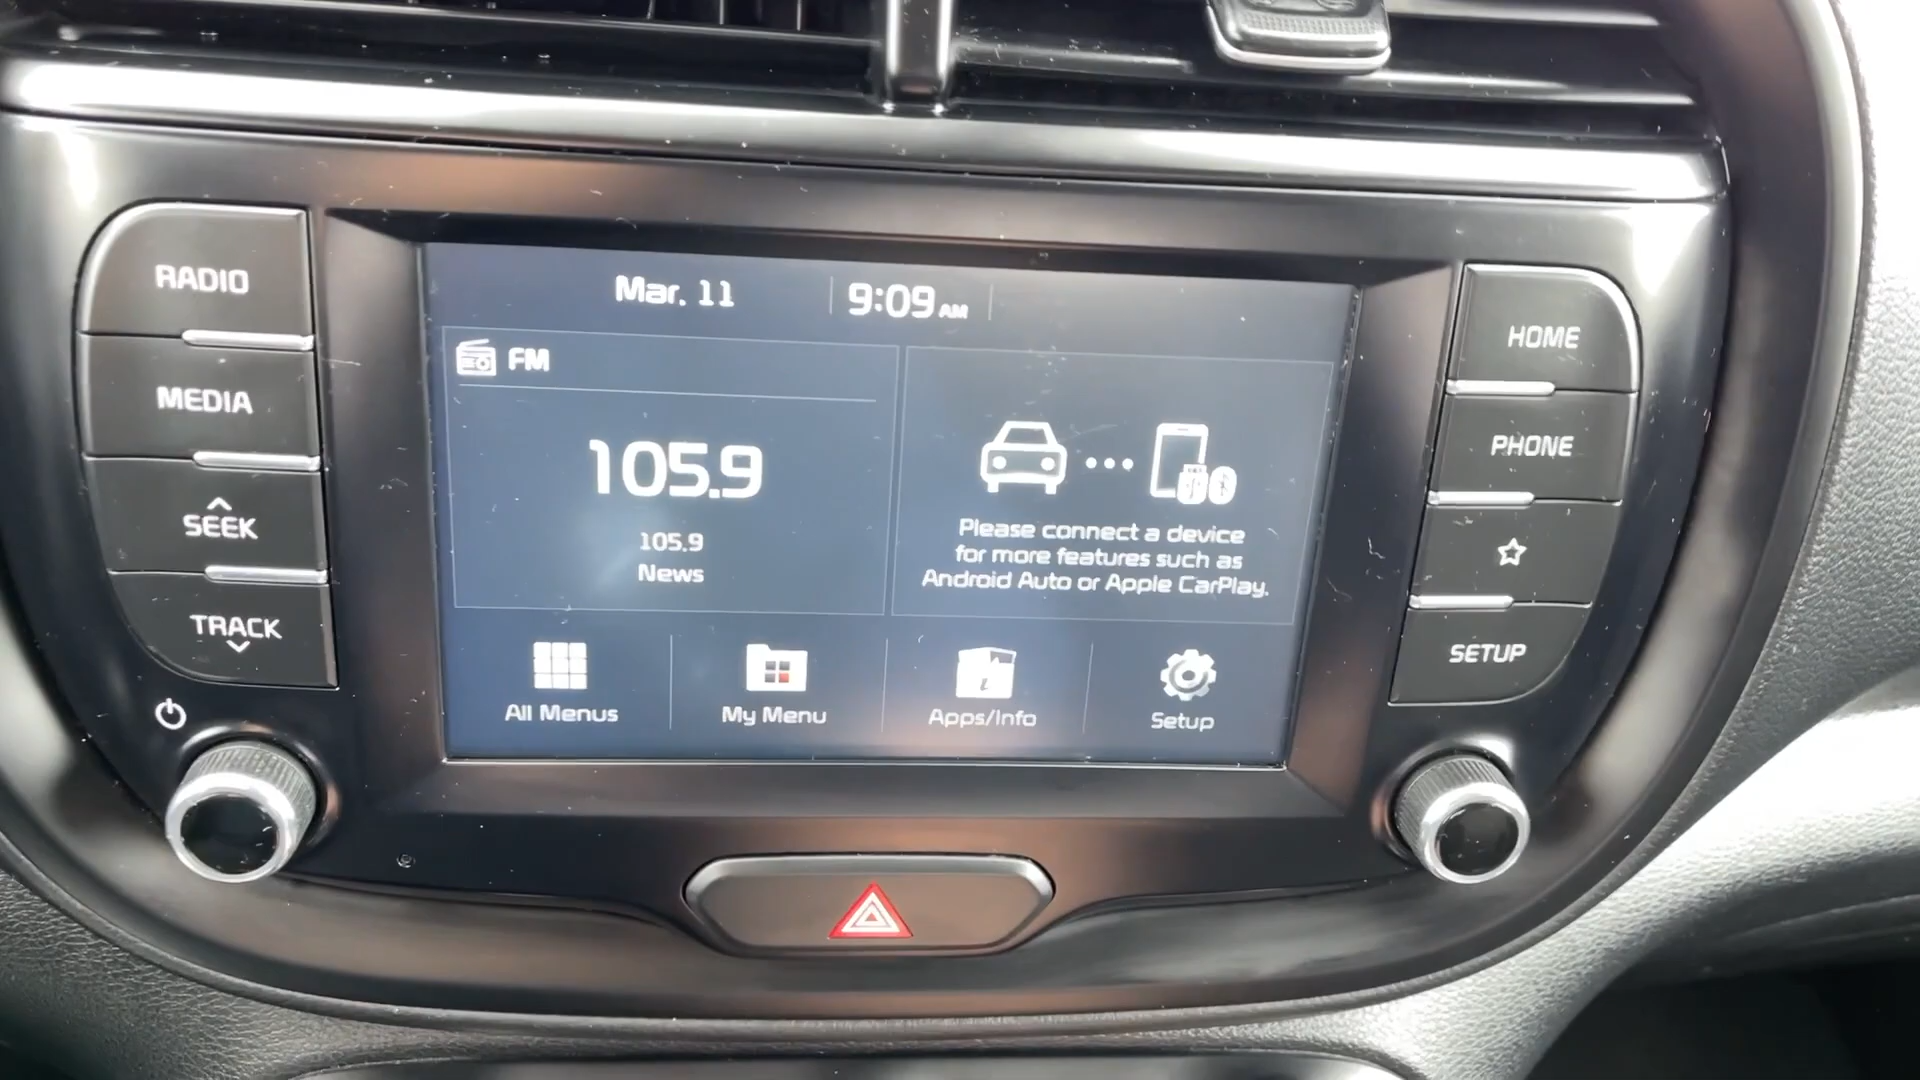 RADIO
MEDIA
SEEK
TRACK
Mar. 11
9:09 AM
FM
105.9
105.9
News
Please connect a device
for more features such as
Android Auto or Apple CarPlay.
All Menus
My Menu
Apps/Info
Setup
HOME
PHONE
SETUP